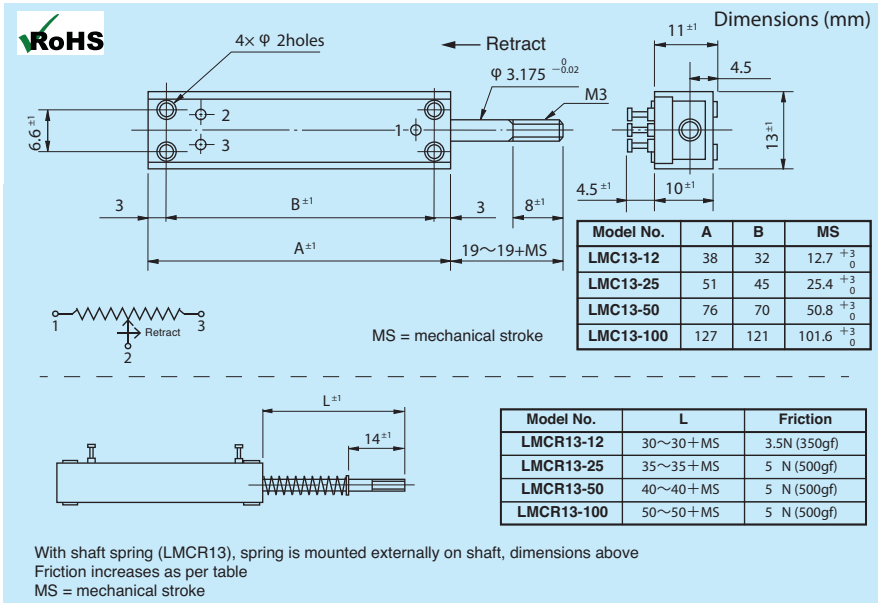 RoHS
Dimensions (mm)
4× φ 2holes
Retract
φ 3.175 0 −0.02
M3
11±1
4.5
6.6±1
2
3
1
13±1
3
B±1
3
8±1
4.5±1
10±1
A±1
19〜19+MS
Model No. A B MS
LMC13-12 38 32 12.7 +3 0
LMC13-25 51 45 25.4 +3 0
LMC13-50 76 70 50.8 +3 0
LMC13-100 127 121 101.6 +3 0
1
3
Retract
2
MS = mechanical stroke
L±1
14±1
Model No. L Friction
LMCR13-12 30〜30+MS 3.5N (350gf)
LMCR13-25 35〜35+MS 5 N (500gf)
LMCR13-50 40〜40+MS 5 N (500gf)
LMCR13-100 50〜50+MS 5 N (500gf)
With shaft spring (LMCR13), spring is mounted externally on shaft, dimensions above
Friction increases as per table
MS = mechanical stroke